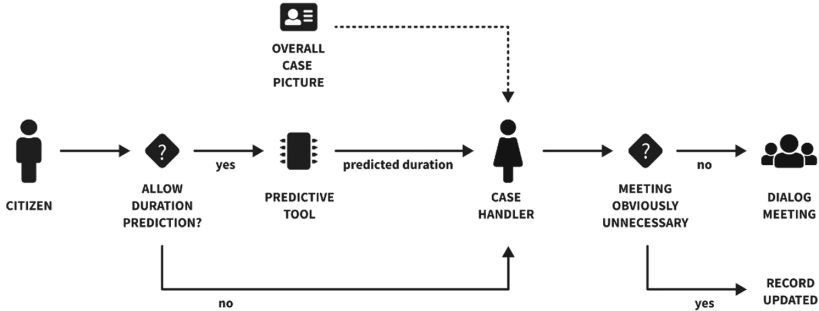 OVERALL
CASE
PICTURE
?
?
yes
predicted duration
no
CITIZEN
ALLOW
DURATION
PREDICTION?
PREDICTIVE
TOOL
CASE
HANDLER
MEETING
OBVIOUSLY
UNNECESSARY
DIALOG
MEETING
no
yes
RECORD
UPDATED